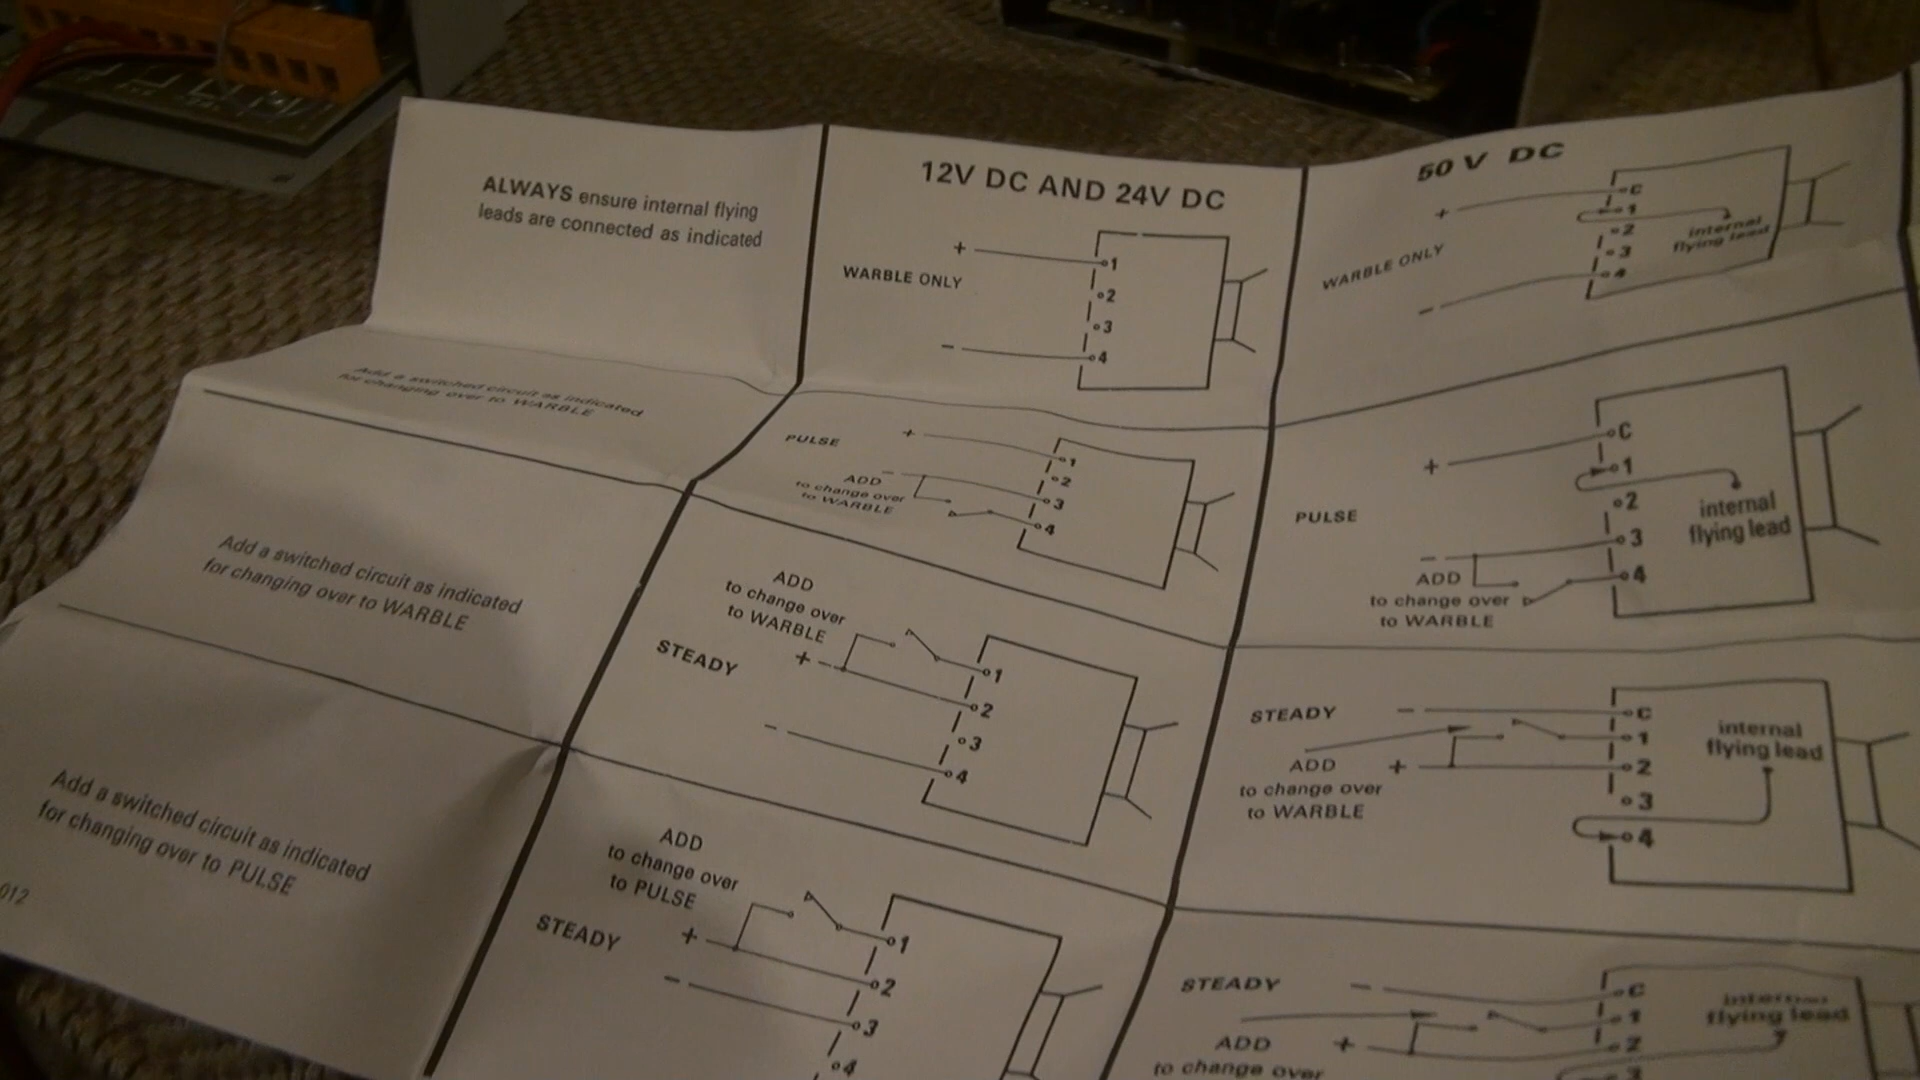 ALWAYS ensure internal flying
leads are connected as indicated
12V DC AND 24V DC
+
WARBLE ONLY
−
1
2
3
4
50 V DC
+
WARBLE ONLY
−
C
1
2
3
4
internal
flying lead
Add a switched circuit as indicated
for changing over to WARBLE
PULSE
+
−
ADD
to change over
to WARBLE
1
2
3
4
+
PULSE
−
ADD
to change over
to WARBLE
C
1
2
3
4
internal
flying lead
Add a switched circuit as indicated
for changing over to WARBLE
ADD
to change over
to WARBLE
STEADY
+
−
1
2
3
4
STEADY
−
ADD
+
to change over
to WARBLE
C
1
2
3
4
internal
flying lead
Add a switched circuit as indicated
for changing over to PULSE
012
ADD
to change over
to PULSE
STEADY
+
−
1
2
3
4
STEADY
−
ADD
+
to change over
C
1
2
3
internal
flying lead